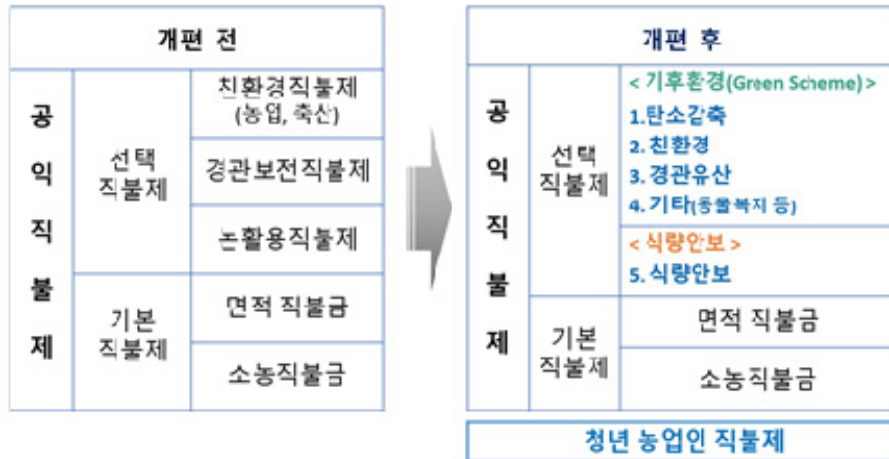 개편 전
공익직불제
선택
직불제
친환경직불제
(농업, 축산)
경관보전직불제
논활용직불제
기본
직불제
면적 직불금
소농직불금
개편 후
공익직불제
선택
직불제
< 기후환경(Green Scheme) >
1.탄소감축
2. 친환경
3. 경관유산
4. 기타(동물복지 등)
< 식량안보 >
5. 식량안보
기본
직불제
면적 직불금
소농직불금
청년 농업인 직불제